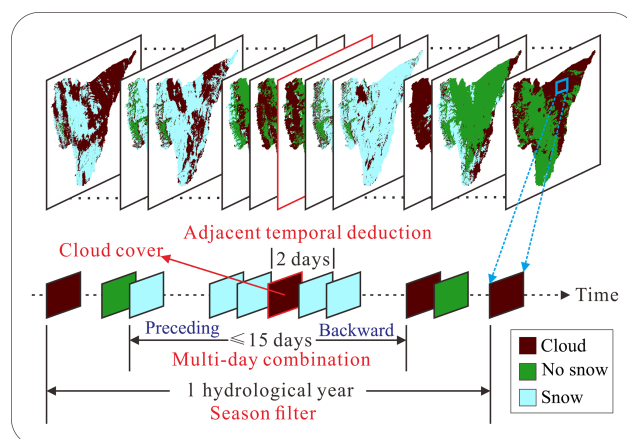 Adjacent temporal deduction
Cloud cover
2 days
Time
Preceding
Backward
≤15 days
Multi-day combination
1 hydrological year
Season filter
Cloud
No snow
Snow